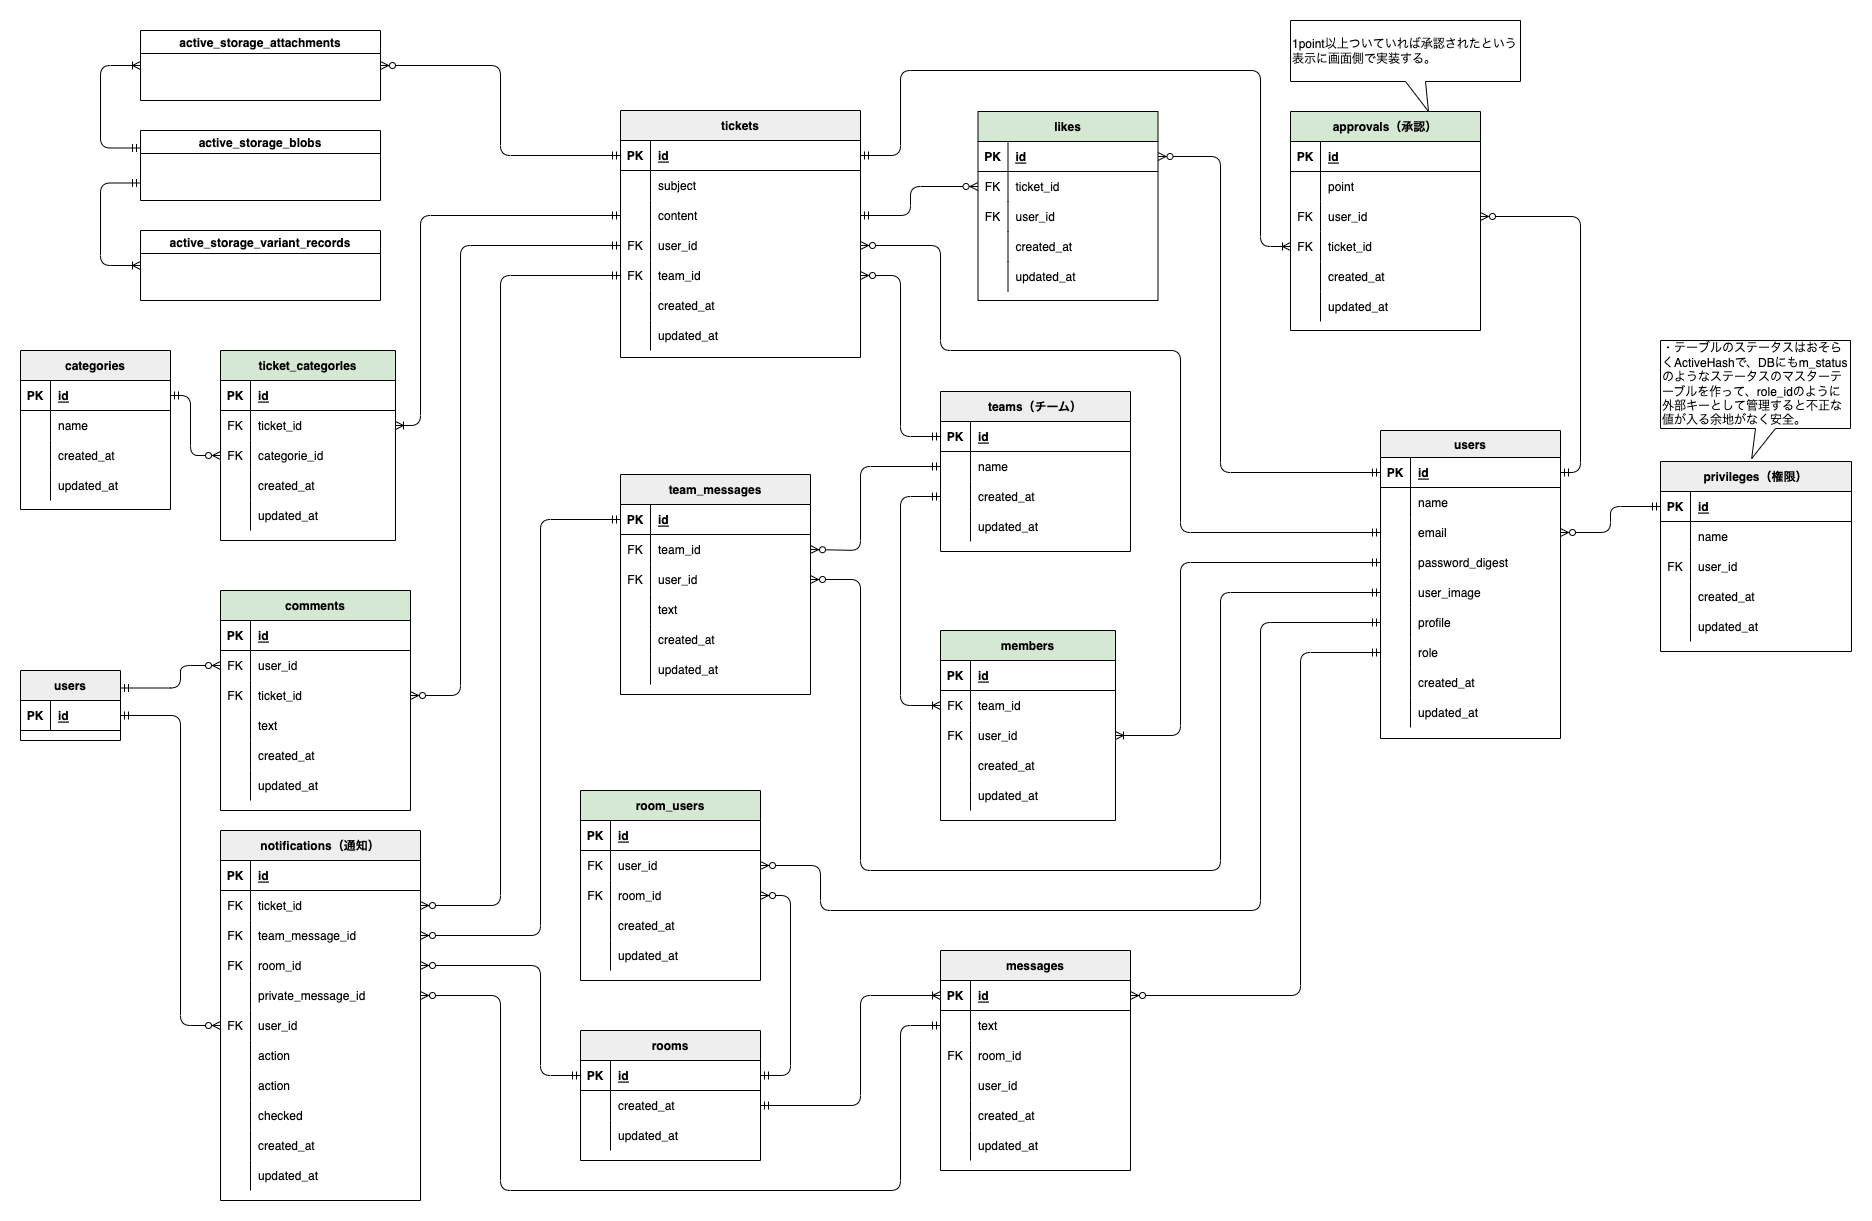 active_storage_attachments
active_storage_blobs
active_storage_variant_records
tickets
PK id
subject
content
FK user_id
FK team_id
created_at
updated_at
likes
PK id
FK ticket_id
FK user_id
created_at
updated_at
1point以上ついていれば承認されたという
表示に画面側で実装する。
approvals（承認）
PK id
point
FK user_id
FK ticket_id
created_at
updated_at
categories
PK id
name
created_at
updated_at
ticket_categories
PK id
FK ticket_id
FK categorie_id
created_at
updated_at
teams（チーム）
PK id
name
created_at
updated_at
team_messages
PK id
FK team_id
FK user_id
text
created_at
updated_at
users
PK id
name
email
password_digest
user_image
profile
role
created_at
updated_at
・テーブルのステータスはおそら
くActiveHashで、DBにもm_status
のようなステータスのマスターテ
ーブルを作って、role_idのように
外部キーとして管理すると不正な
値が入る余地がなく安全。
privileges（権限）
PK id
name
FK user_id
created_at
updated_at
comments
PK id
FK user_id
FK ticket_id
text
created_at
updated_at
users
PK id
members
PK id
FK team_id
FK user_id
created_at
updated_at
room_users
PK id
FK user_id
FK room_id
created_at
updated_at
notifications（通知）
PK id
FK ticket_id
FK team_message_id
FK room_id
private_message_id
FK user_id
action
action
checked
created_at
updated_at
rooms
PK id
created_at
updated_at
messages
PK id
text
FK room_id
user_id
created_at
updated_at